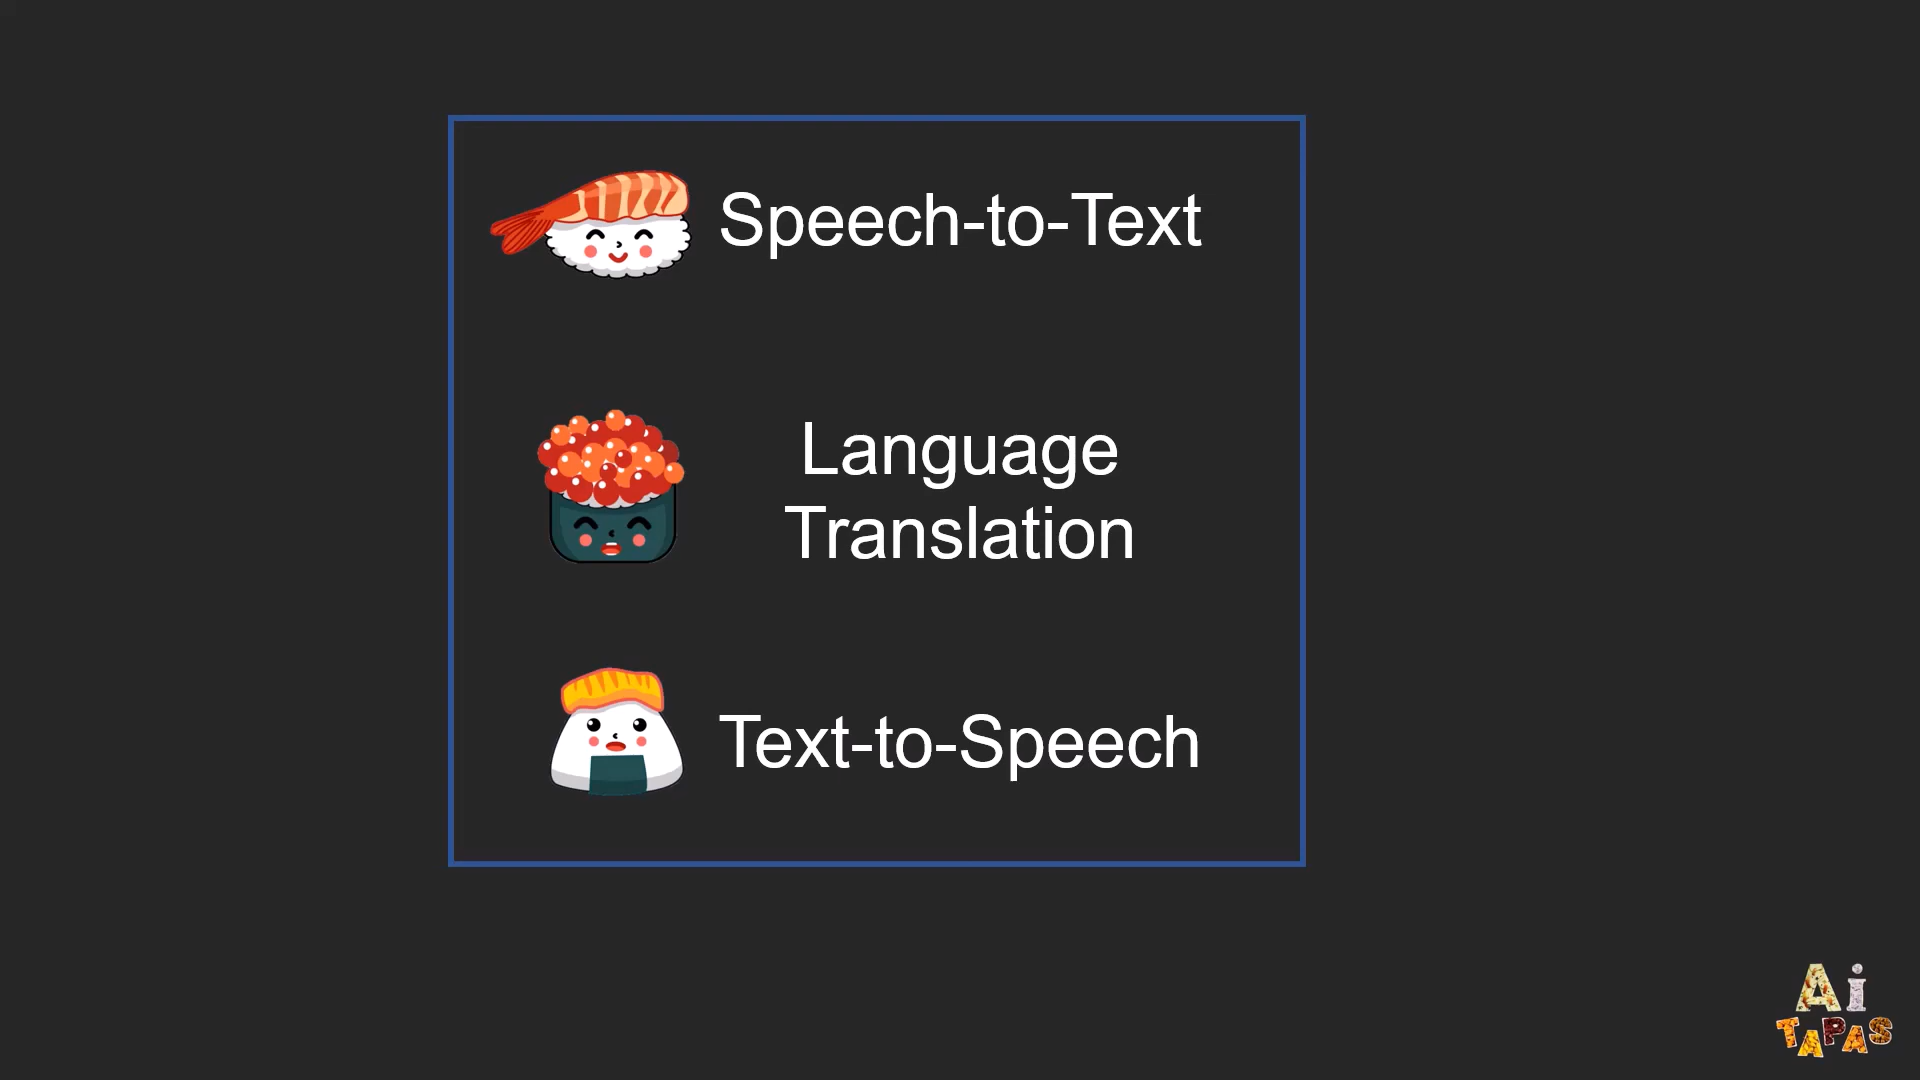 Speech-to-Text
Language
Translation
Text-to-Speech
Ai
TAPAS